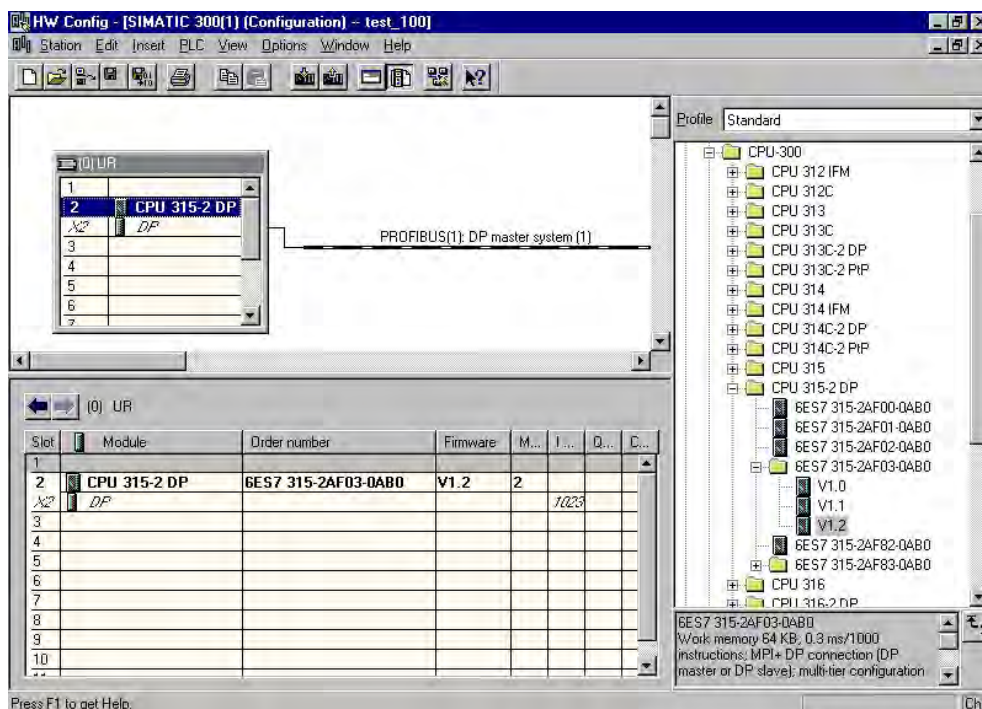 HW Config - [SIMATIC 300(1) (Configuration) -- test_100]
Station Edit Insert PLC View Options Window Help
(0) UR
1
2 CPU 315-2 DP
X2 DP
3
4
5
6
7
PROFIBUS(1): DP master system (1)
Profile Standard
CPU-300
CPU 312 IFM
CPU 312C
CPU 313
CPU 313C
CPU 313C-2 DP
CPU 313C-2 PtP
CPU 314
CPU 314 IFM
CPU 314C-2 DP
CPU 314C-2 PtP
CPU 315
CPU 315-2 DP
6ES7 315-2AF00-0AB0
6ES7 315-2AF01-0AB0
6ES7 315-2AF02-0AB0
6ES7 315-2AF03-0AB0
V1.0
V1.1
V1.2
6ES7 315-2AF82-0AB0
6ES7 315-2AF83-0AB0
CPU 316
CPU 316-2 DP
(0) UR
Slot Module Order number Firmware M... I... Q... C...
1
2 CPU 315-2 DP 6ES7 315-2AF03-0AB0 V1.2 2
X2 DP 1023
3
4
5
6
7
8
9
10
6ES7 315-2AF03-0AB0
Work memory 64 KB; 0.3 ms/1000
instructions; MPI+ DP connection (DP
master or DP slave); multi-tier configuration
Press F1 to get Help.
Ch